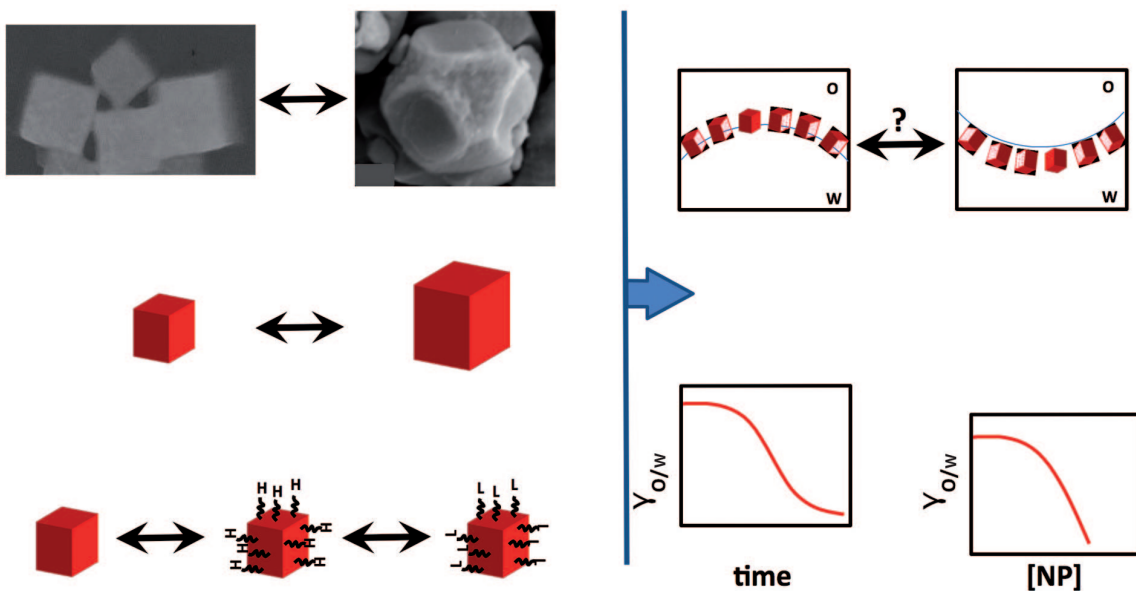 O O
?
W W
H H H L L L
H H L L
H H L L
H H L L
γO/w γO/w
time [NP]